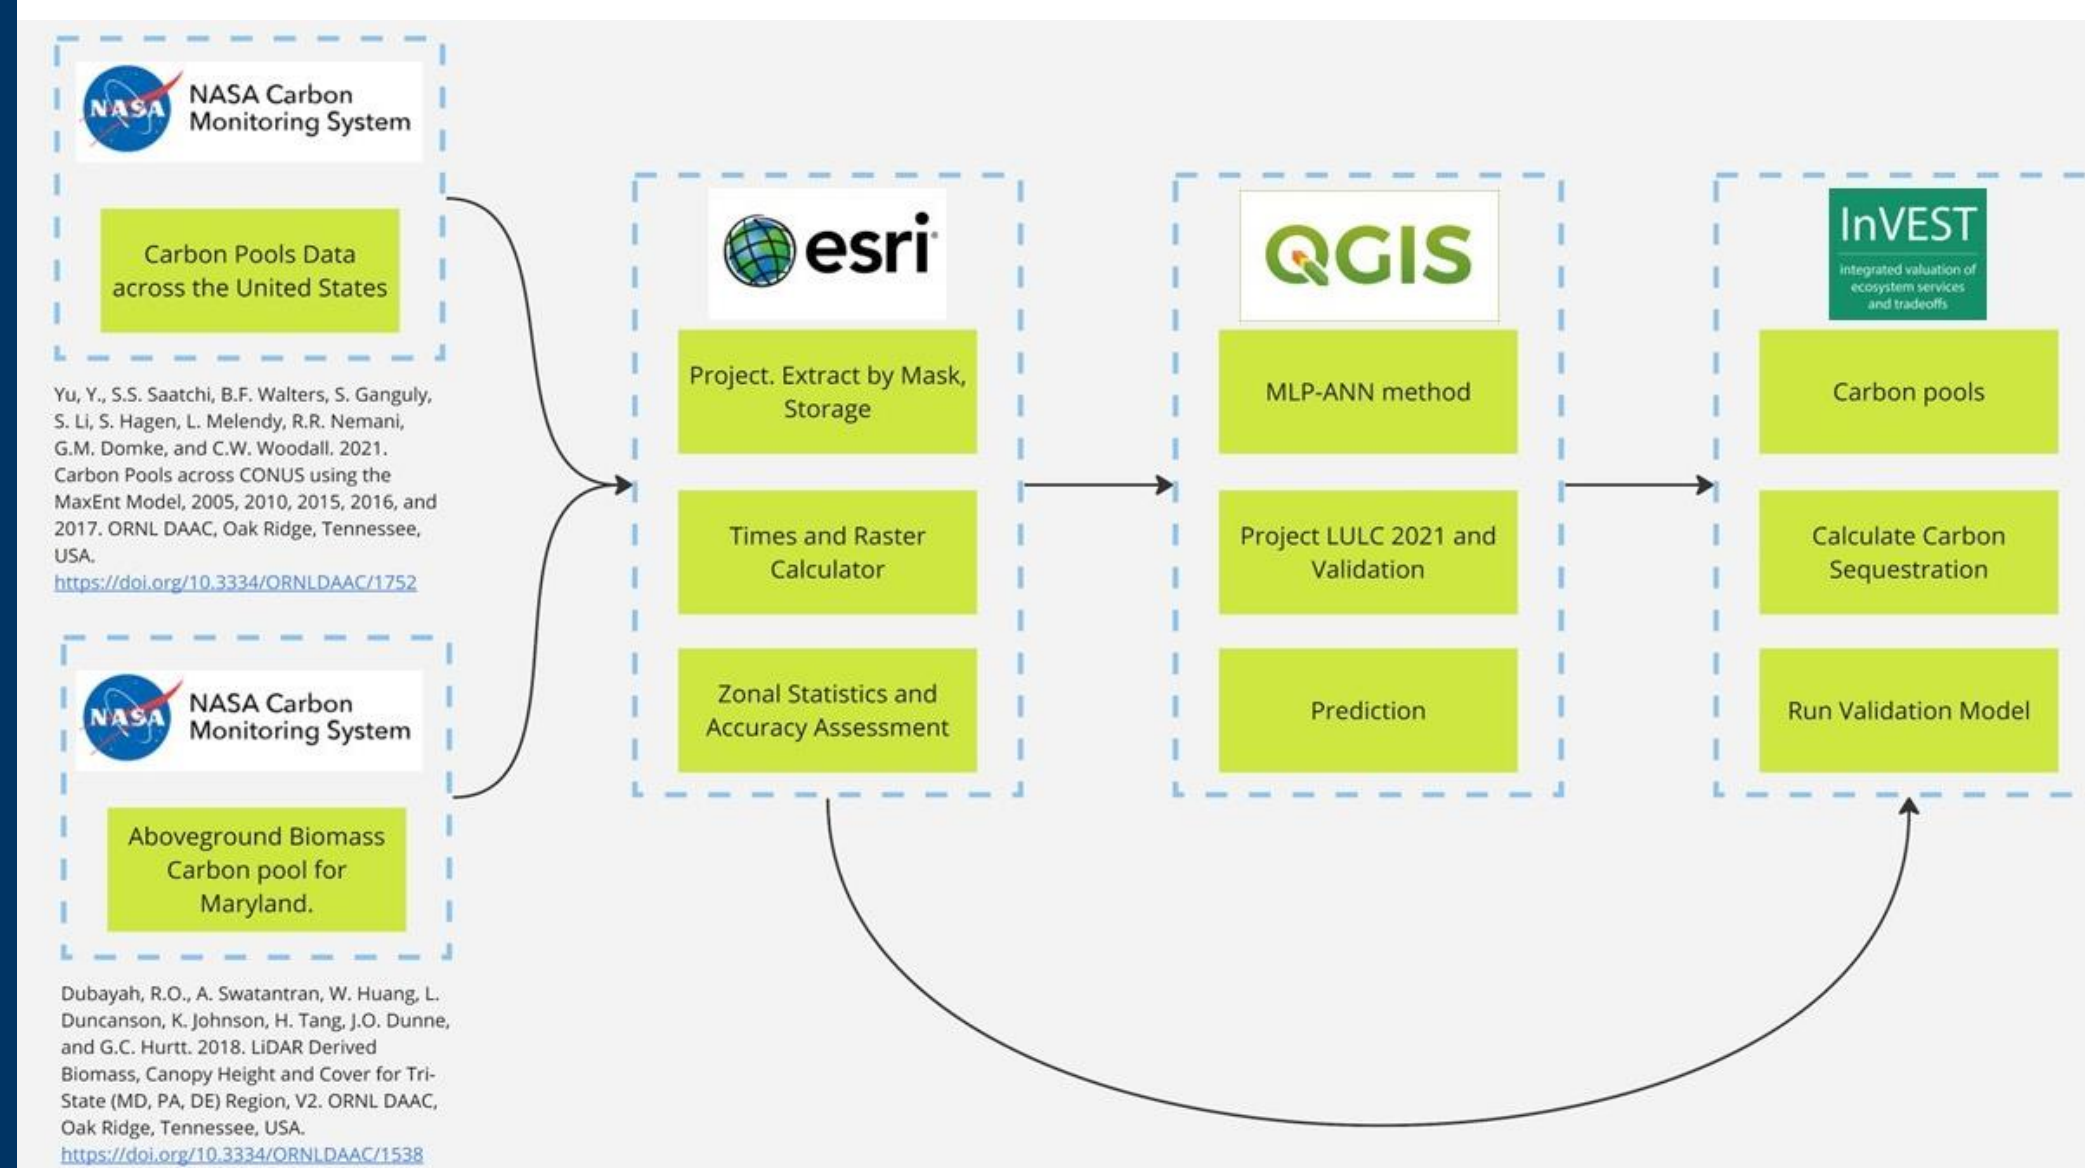 NASA
NASA Carbon
Monitoring System
Carbon Pools Data
across the United States
Yu, Y., S.S. Saatchi, B.F. Walters, S. Ganguly,
S. Li, S. Hagen, L. Melendy, R.R. Nemani,
G.M. Domke, and C.W. Woodall. 2021.
Carbon Pools across CONUS using the
MaxEnt Model, 2005, 2010, 2015, 2016, and
2017. ORNL DAAC, Oak Ridge, Tennessee,
USA.
https://doi.org/10.3334/ORNLDAAC/1752
NASA
NASA Carbon
Monitoring System
Aboveground Biomass
Carbon pool for
Maryland.
Dubayah, R.O., A. Swatantran, W. Huang, L.
Duncanson, K. Johnson, H. Tang, J.O. Dunne,
and G.C. Hurtt. 2018. LiDAR Derived
Biomass, Canopy Height and Cover for Tri-
State (MD, PA, DE) Region, V2. ORNL DAAC,
Oak Ridge, Tennessee, USA.
https://doi.org/10.3334/ORNLDAAC/1538
esri
Project. Extract by Mask,
Storage
Times and Raster
Calculator
Zonal Statistics and
Accuracy Assessment
QGIS
MLP-ANN method
Project LULC 2021 and
Validation
Prediction
InVEST
integrated valuation of
ecosystem services
and tradeoffs
Carbon pools
Calculate Carbon
Sequestration
Run Validation Model